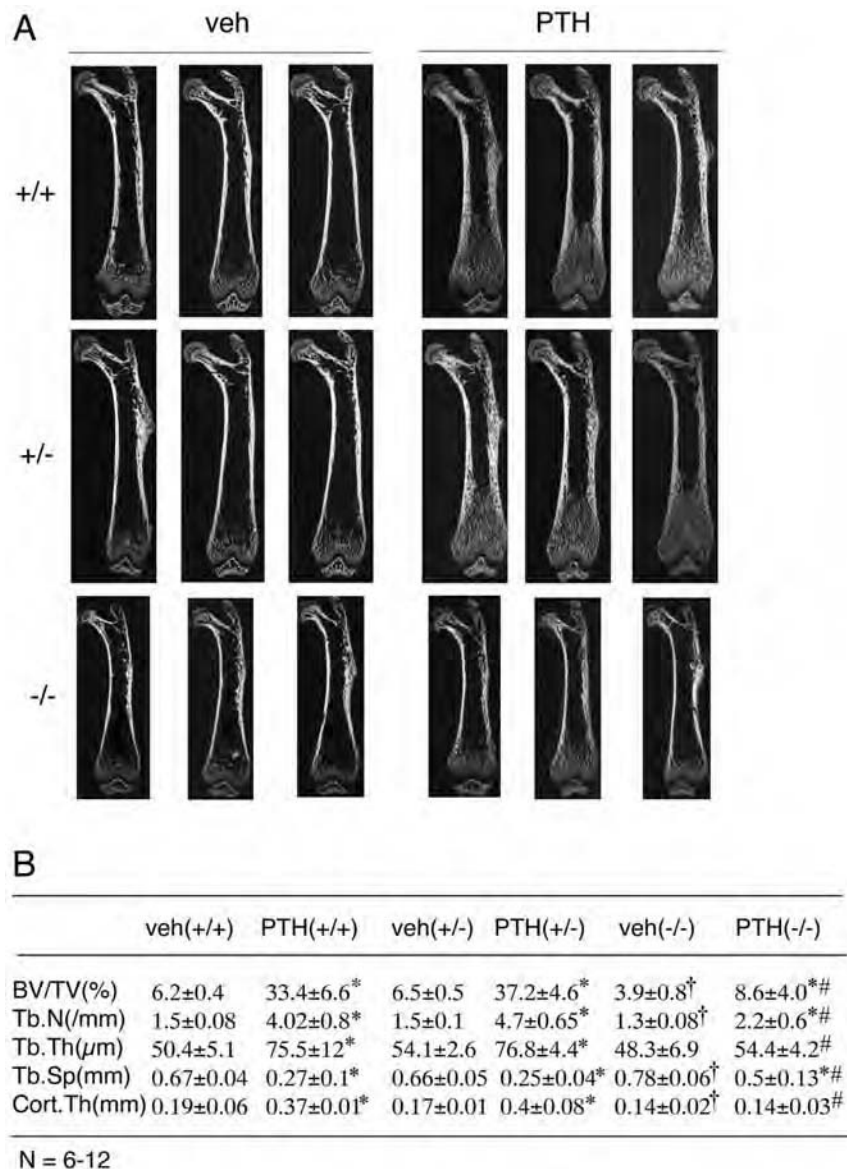 A
veh PTH
+/+
+/-
-/-
B
veh(+/+) PTH(+/+) veh(+/-) PTH(+/-) veh(-/-) PTH(-/-)
BV/TV(%) 6.2±0.4 33.4±6.6* 6.5±0.5 37.2±4.6* 3.9±0.8† 8.6±4.0*#
Tb.N(/mm) 1.5±0.08 4.02±0.8* 1.5±0.1 4.7±0.65* 1.3±0.08† 2.2±0.6*#
Tb.Th(µm) 50.4±5.1 75.5±12* 54.1±2.6 76.8±4.4* 48.3±6.9 54.4±4.2#
Tb.Sp(mm) 0.67±0.04 0.27±0.1* 0.66±0.05 0.25±0.04* 0.78±0.06† 0.5±0.13*#
Cort.Th(mm) 0.19±0.06 0.37±0.01* 0.17±0.01 0.4±0.08* 0.14±0.02† 0.14±0.03#
N = 6-12